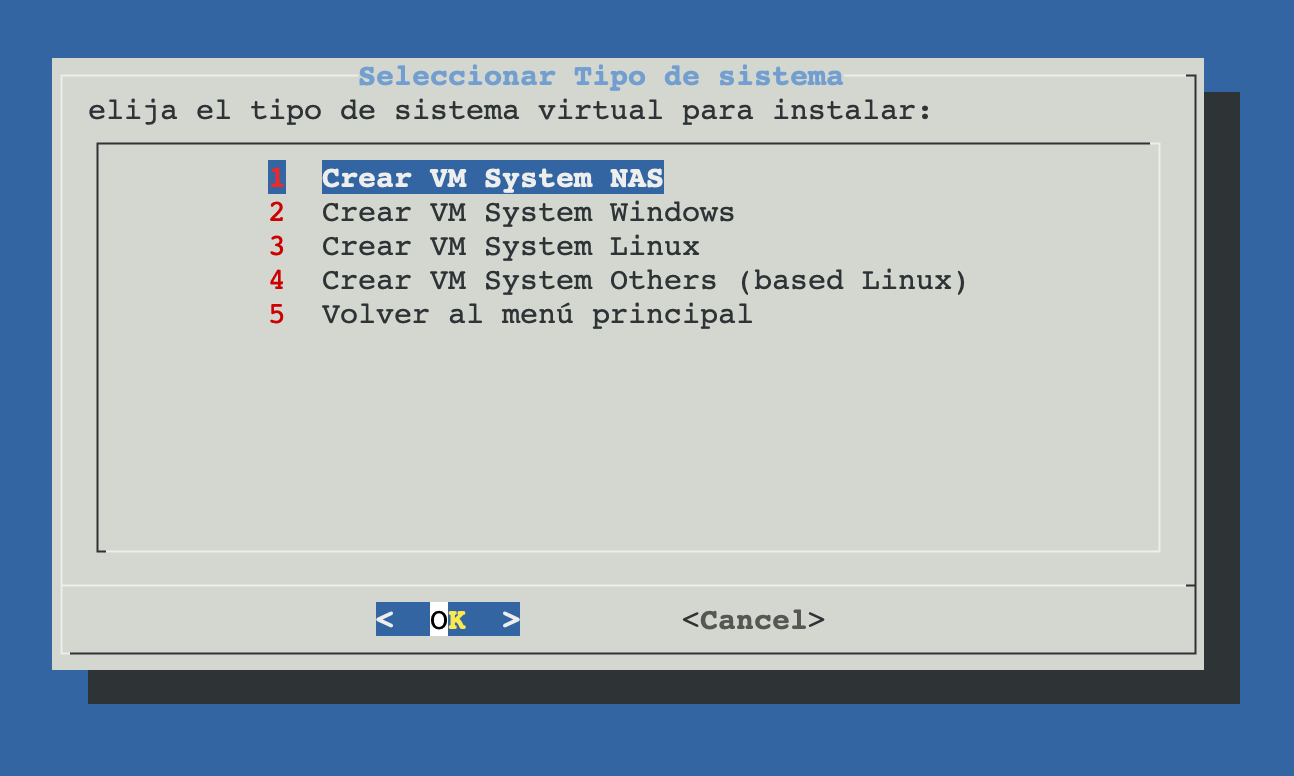 Seleccionar Tipo de sistema
elija el tipo de sistema virtual para instalar:
1 Crear VM System NAS
2 Crear VM System Windows
3 Crear VM System Linux
4 Crear VM System Others (based Linux)
5 Volver al menú principal
< OK > <Cancel>